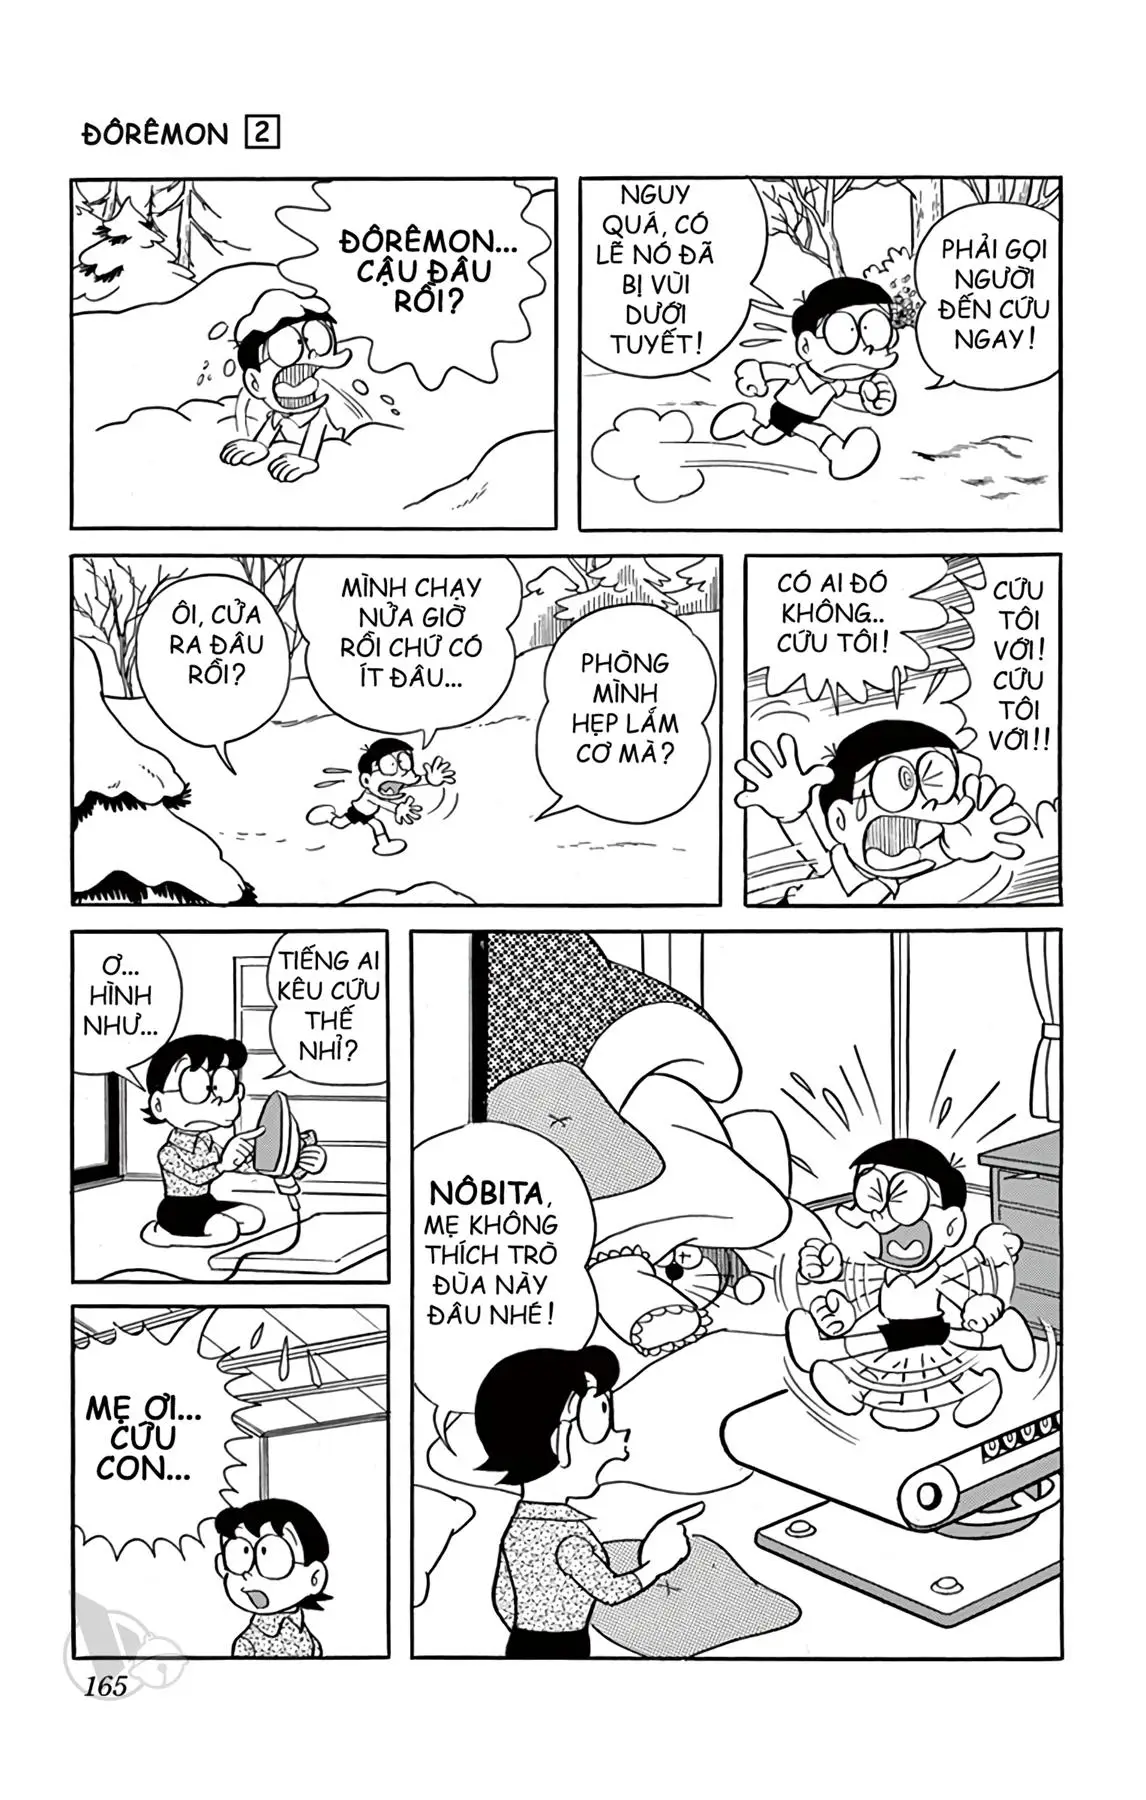 ĐÔRÊMON 2
ĐÔRÊMON...
CẬU ĐÂU
RỒI?
NGUY
QUÁ, CÓ
LẼ NÓ ĐÃ
BỊ VÙI
DƯỚI
TUYẾT!
PHẢI GỌI
NGƯỜI
ĐẾN CỨU
NGAY!
ÔI, CỬA
RA ĐÂU
RỒI?
MÌNH CHẠY
NỬA GIỜ
RỒI CHỨ CÓ
ÍT ĐÂU...
PHÒNG
MÌNH
HẸP LẮM
CƠ MÀ?
CÓ AI ĐÓ
KHÔNG..
CỨU TÔI!
CỨU
TÔI
VỚI!
CỨU
TÔI
VỚI!!
Ơ...
HÌNH
NHƯ...
TIẾNG AI
KÊU CỨU
THẾ
NHỈ?
MẸ ƠI...
CỨU
CON...
NÔBITA,
MẸ KHÔNG
THÍCH TRÒ
ĐÙA NÀY
ĐÂU NHÉ!
165